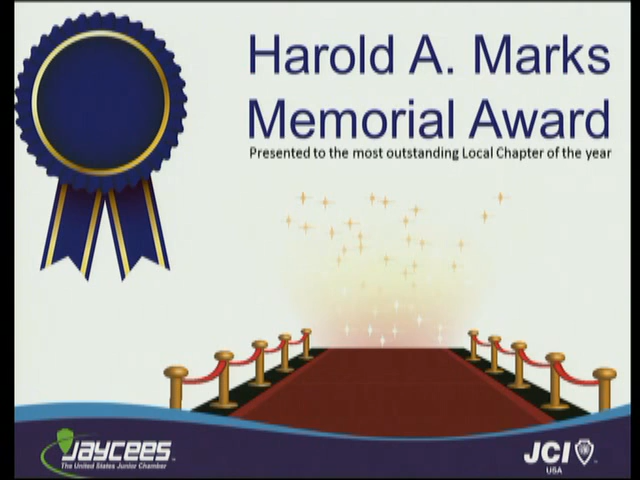 Harold A. Marks
Memorial Award
Presented to the most outstanding Local Chapter of the year
JAYCEES
The United States Junior Chamber
JCI
USA